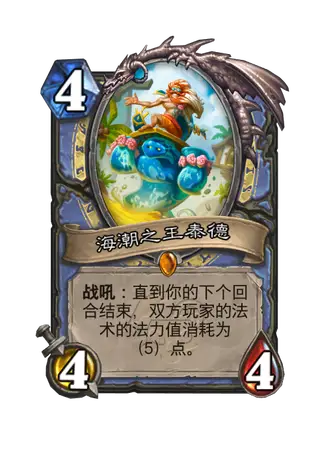 4
海潮之王泰德
战吼：直到你的下个回
合结束，双方玩家的法
术的法力值消耗为
（5）点。
4
4